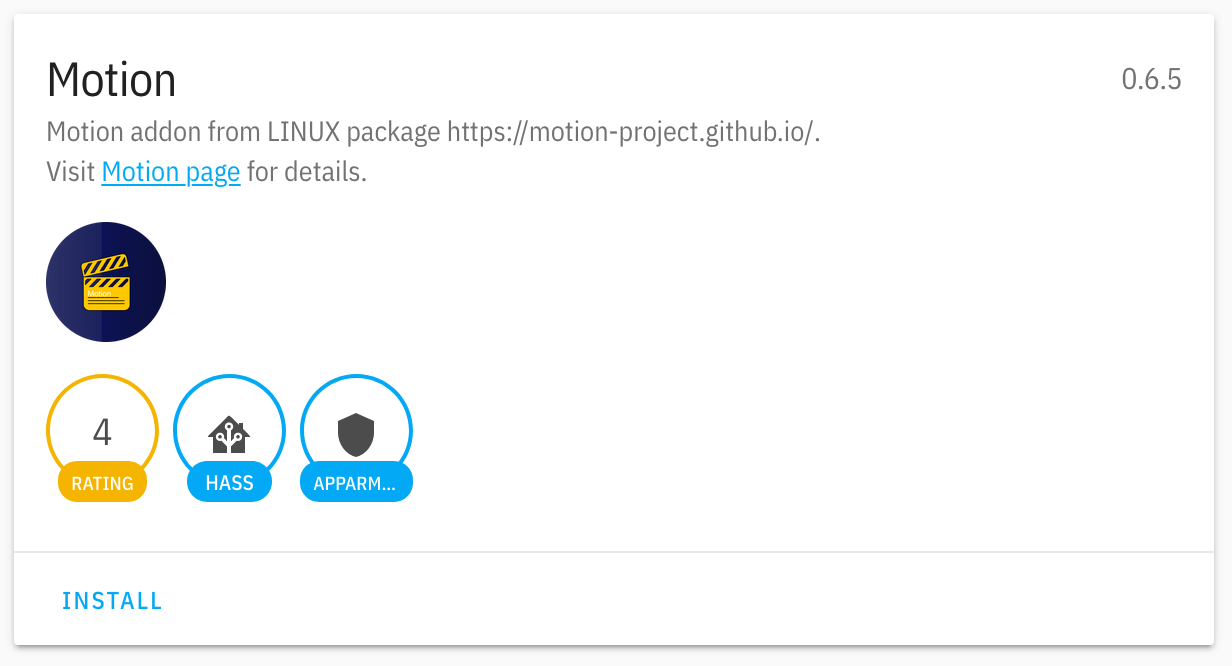 Motion
0.6.5
Motion addon from LINUX package https://motion-project.github.io/.
Visit Motion page for details.
Motion
4
RATING
HASS
APPARM...
INSTALL